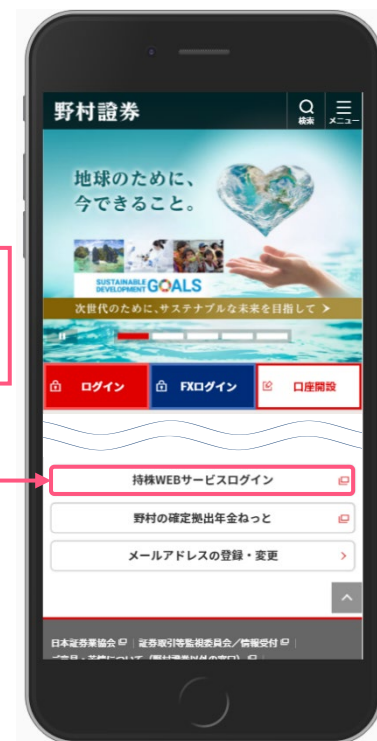 野村證券
検索
メニュー
地球のために、
今できること。
SUSTAINABLE
DEVELOPMENT GOALS
次世代のために、サステナブルな未来を目指して >
ログイン
FXログイン
口座開設
持株WEBサービスログイン
野村の確定拠出年金ねっと
メールアドレスの登録・変更
日本証券業協会 | 証券取引等監視委員会/情報受付